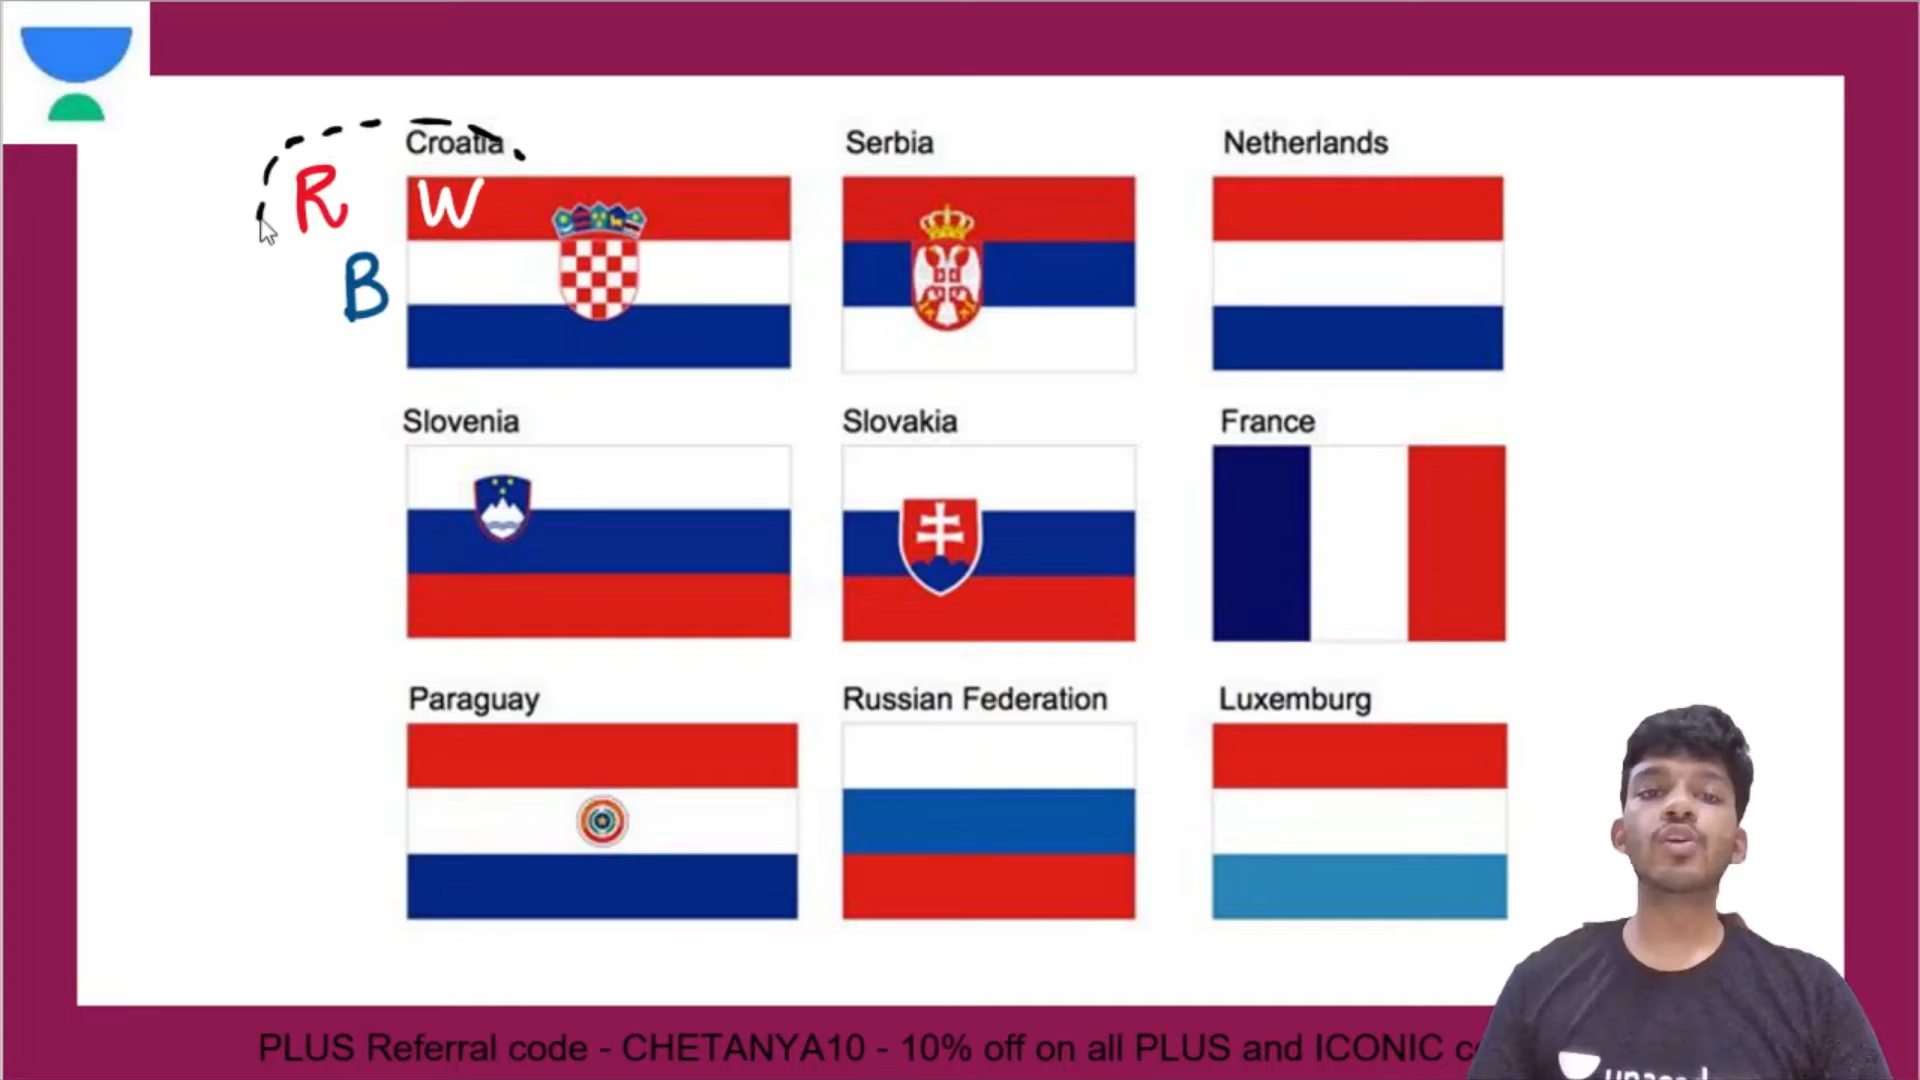 Croatia
Serbia
Netherlands
R
W
B
Slovenia
Slovakia
France
Paraguay
Russian Federation
Luxemburg
PLUS Referral code - CHETANYA10 - 10% off on all PLUS and ICONIC